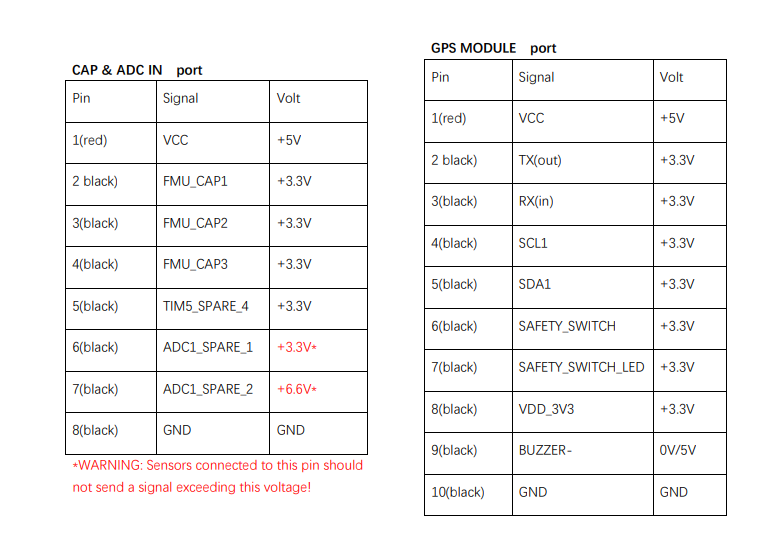 CAP & ADC IN port
Pin Signal Volt
1(red) VCC +5V
2 black) FMU_CAP1 +3.3V
3(black) FMU_CAP2 +3.3V
4(black) FMU_CAP3 +3.3V
5(black) TIM5_SPARE_4 +3.3V
6(black) ADC1_SPARE_1 +3.3V*
7(black) ADC1_SPARE_2 +6.6V*
8(black) GND GND
*WARNING: Sensors connected to this pin should
not send a signal exceeding this voltage!
GPS MODULE port
Pin Signal Volt
1(red) VCC +5V
2 black) TX(out) +3.3V
3(black) RX(in) +3.3V
4(black) SCL1 +3.3V
5(black) SDA1 +3.3V
6(black) SAFETY_SWITCH +3.3V
7(black) SAFETY_SWITCH_LED +3.3V
8(black) VDD_3V3 +3.3V
9(black) BUZZER- 0V/5V
10(black) GND GND